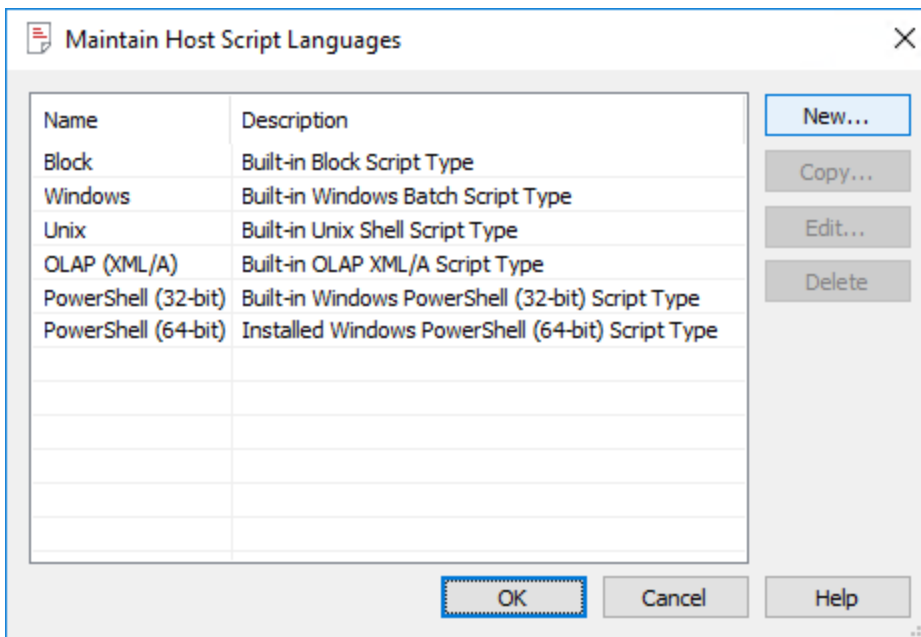 Maintain Host Script Languages
Name Description
Block Built-in Block Script Type
Windows Built-in Windows Batch Script Type
Unix Built-in Unix Shell Script Type
OLAP (XML/A) Built-in OLAP XML/A Script Type
PowerShell (32-bit) Built-in Windows PowerShell (32-bit) Script Type
PowerShell (64-bit) Installed Windows PowerShell (64-bit) Script Type
New...
Copy...
Edit...
Delete
OK Cancel Help